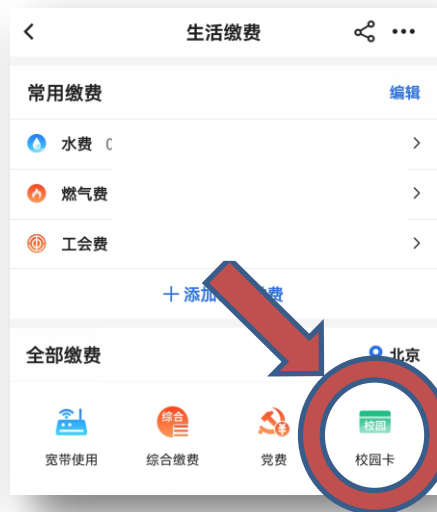 生活缴费
常用缴费 编辑
水费
燃气费
工会费
添加 费
全部缴费 北京
综合
校园
宽带使用 综合缴费 党费 校园卡